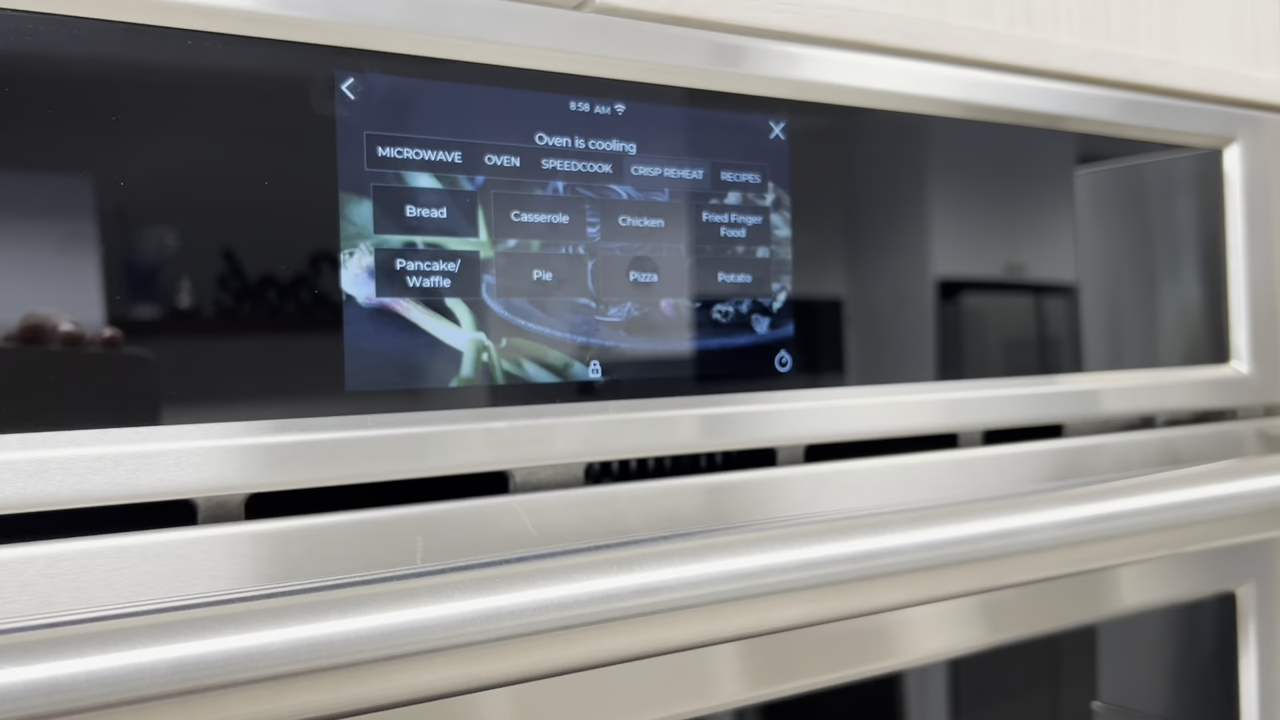 8:58 AM
Oven is cooling
MICROWAVE OVEN SPEEDCOOK CRISP REHEAT RECIPES
Bread Casserole Chicken Fried Finger
Food
Pancake/
Waffle Pie Pizza Potato